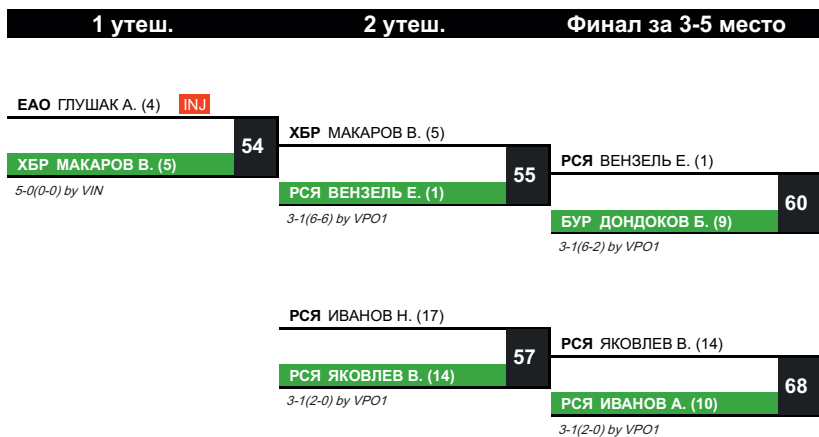 1 утеш.
2 утеш.
Финал за 3-5 место
ЕАО ГЛУШАК А. (4) INJ
54
ХБР МАКАРОВ В. (5)
5-0(0-0) by VIN
ХБР МАКАРОВ В. (5)
55
РСЯ ВЕНЗЕЛЬ Е. (1)
3-1(6-6) by VPO1
РСЯ ВЕНЗЕЛЬ Е. (1)
60
БУР ДОНДОКОВ Б. (9)
3-1(6-2) by VPO1
РСЯ ИВАНОВ Н. (17)
57
РСЯ ЯКОВЛЕВ В. (14)
3-1(2-0) by VPO1
РСЯ ЯКОВЛЕВ В. (14)
68
РСЯ ИВАНОВ А. (10)
3-1(2-0) by VPO1